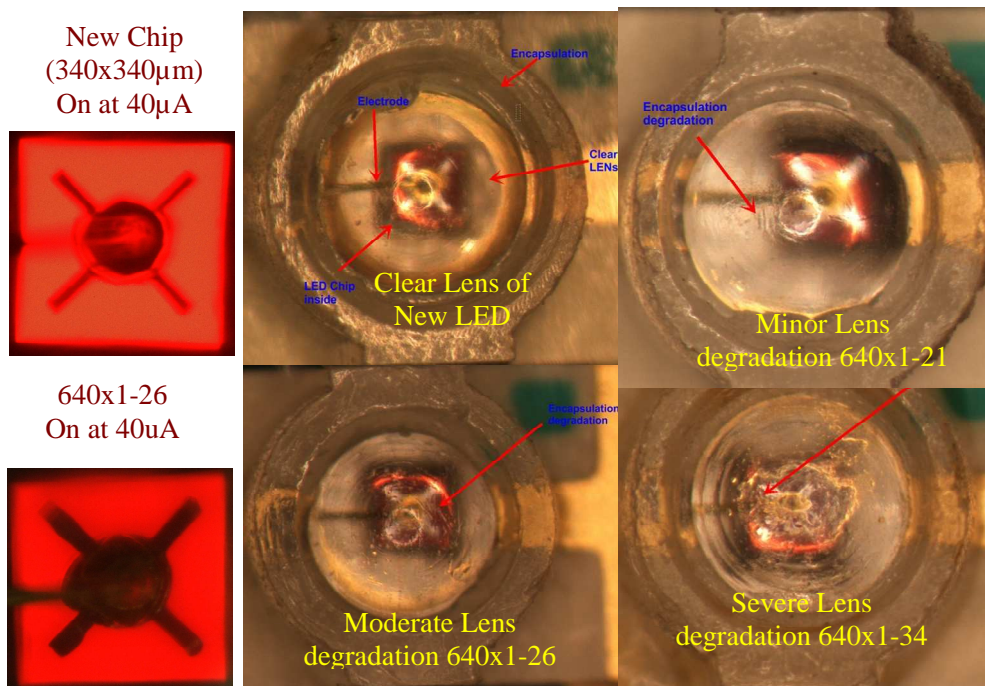 New Chip
(340x340µm)
On at 40µA
640x1-26
On at 40uA
Encapsulation
Electrode
Clear
LENs
LED Chip
inside
Clear Lens of
New LED
Encapsulation
degradation
Minor Lens
degradation 640x1-21
Encapsulation
degradation
Moderate Lens
degradation 640x1-26
Severe Lens
degradation 640x1-34